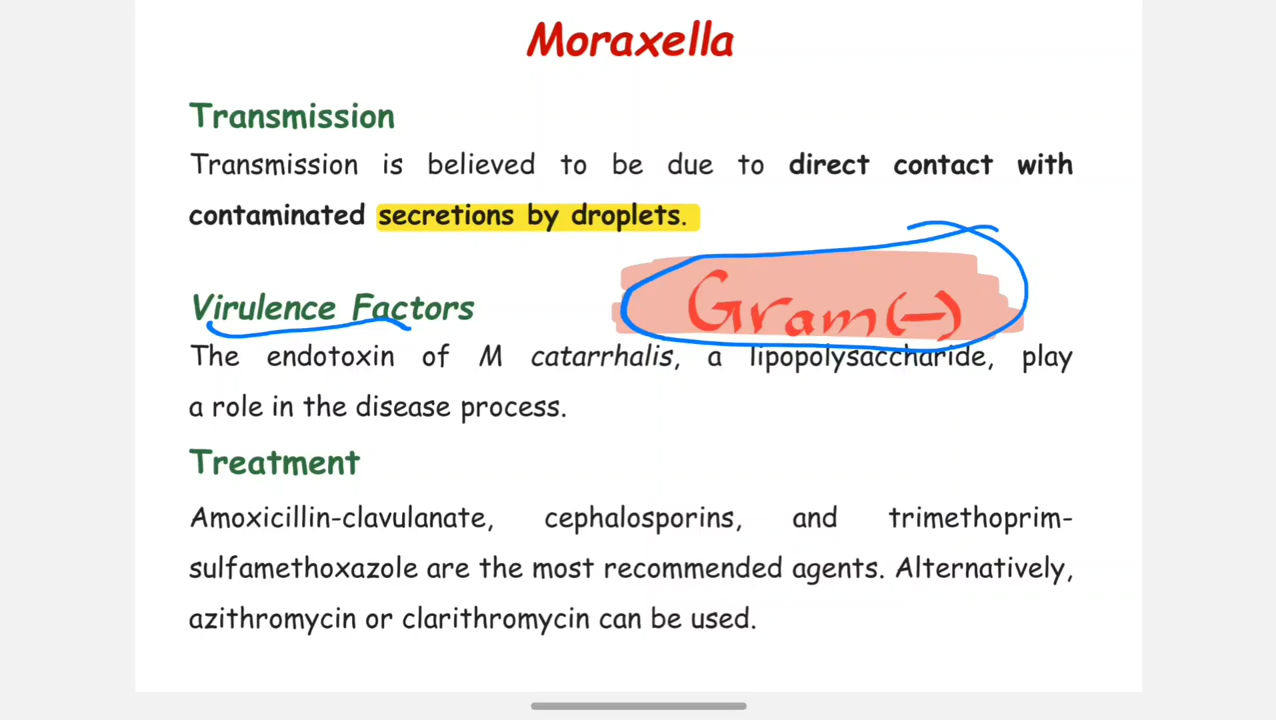 Moraxella
Transmission
Transmission is believed to be due to direct contact with
contaminated secretions by droplets.
Gram(-)
Virulence Factors
The endotoxin of M catarrhalis, a lipopolysaccharide, play
a role in the disease process.
Treatment
Amoxicillin-clavulanate, cephalosporins, and trimethoprim-
sulfamethoxazole are the most recommended agents. Alternatively,
azithromycin or clarithromycin can be used.